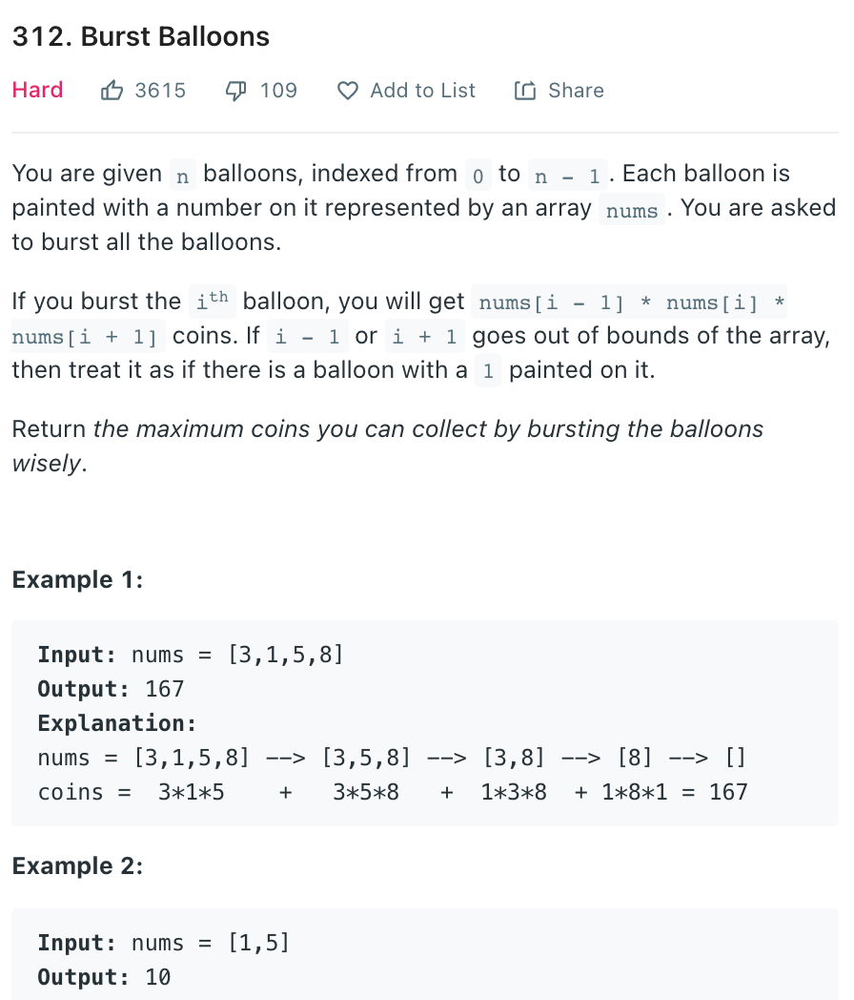 312. Burst Balloons
Hard 3615 109 Add to List Share
You are given n balloons, indexed from 0 to n - 1. Each balloon is
painted with a number on it represented by an array nums. You are asked
to burst all the balloons.
If you burst the iᵗʰ balloon, you will get nums[i - 1] * nums[i] *
nums[i + 1] coins. If i - 1 or i + 1 goes out of bounds of the array,
then treat it as if there is a balloon with a 1 painted on it.
Return the maximum coins you can collect by bursting the balloons
wisely.
Example 1:
Input: nums = [3,1,5,8]
Output: 167
Explanation:
nums = [3,1,5,8] --> [3,5,8] --> [3,8] --> [8] --> []
coins =  3*1*5    +   3*5*8   +  1*3*8  + 1*8*1 = 167
Example 2:
Input: nums = [1,5]
Output: 10